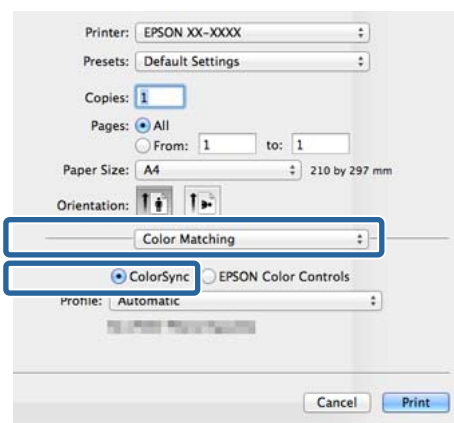 Printer: EPSON XX-XXXX
Presets: Default Settings
Copies: 1
Pages: All
From: 1 to: 1
Paper Size: A4 210 by 297 mm
Orientation:
Color Matching
ColorSync EPSON Color Controls
Profile: Automatic
Cancel Print